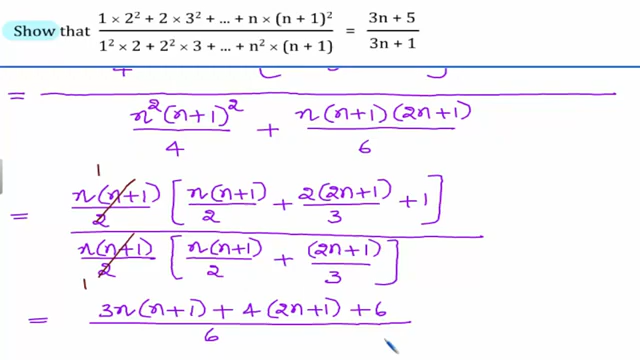 Show that (1 × 2² + 2 × 3² + ... + n × (n + 1)²) / (1² × 2 + 2² × 3 + ... + n² × (n + 1)) = (3n + 5) / (3n + 1)
4
=
n²(n+1)²/4 + n(n+1)(2n+1)/6
1
= n(n+1)/2 [ n(n+1)/2 + 2(2n+1)/3 + 1 ]
n(n+1)/2 [ n(n+1)/2 + (2n+1)/3 ]
1
= (3n(n+1) + 4(2n+1) + 6) / 6